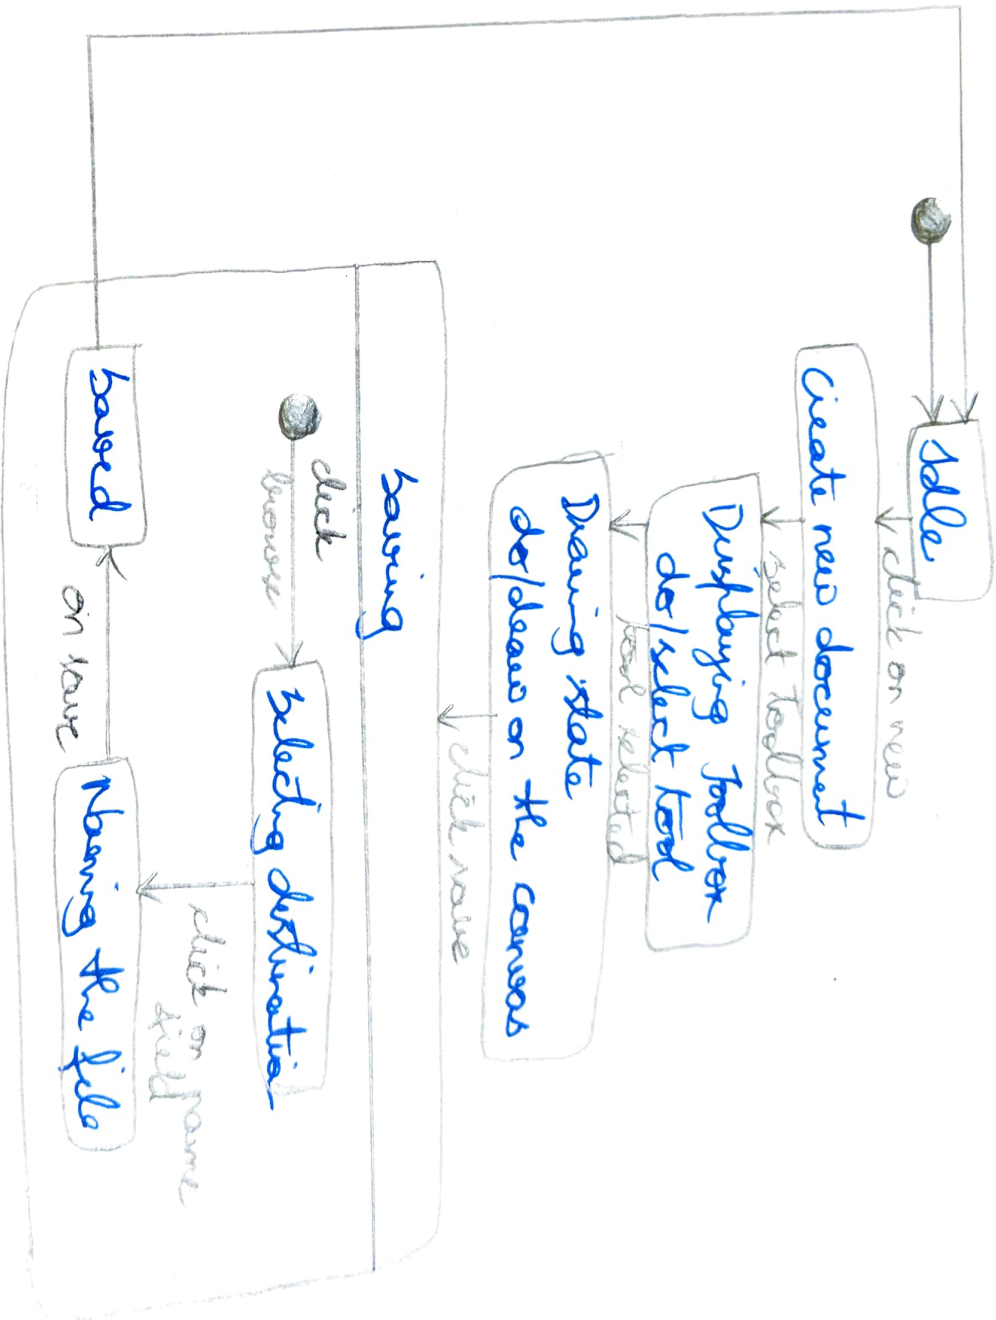 Idle
click on new
Create new document
select toolbox
Displaying Toolbox
do/select tool
tool selected
Drawing state
do/draw on the canvas
click save
Saving
click
browse
Selecting destination
click on name
field
Naming the file
on save
Saved